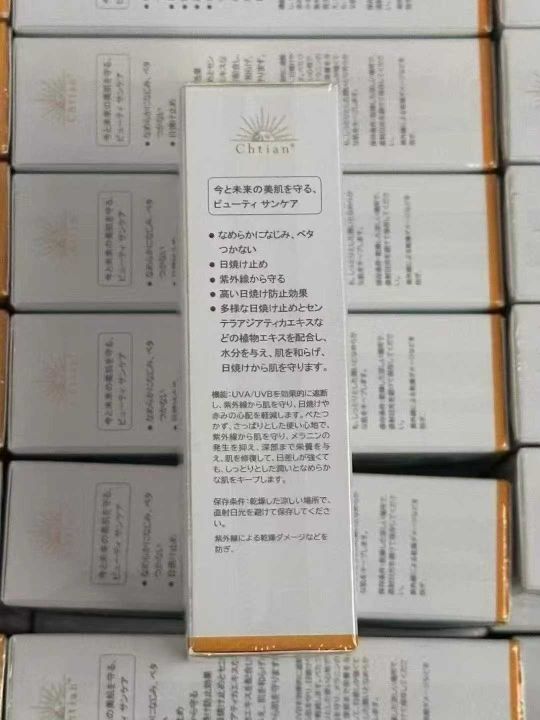 Chtian®
今と未来の美肌を守る、
ビューティ サンケア
● なめらかになじみ、ベタ
つかない
● 日焼け止め
● 紫外線から守る
● 高い日焼け防止効果
● 多様な日焼け止めとセン
テラアジアティカエキスな
どの植物エキスを配合し、
水分を与え、肌を和らげ、
日焼けから肌を守ります。
機能:UVA/UVBを効果的に遮断
し、紫外線から肌を守り、日焼けや
赤みの心配を軽減します。べたつ
かず、さっぱりとした使い心地で、
紫外線から肌を守り、メラニンの
発生を抑え、深部まで栄養を与
え、肌を修復して、日差しが強くて
も、しっとりとした潤いとなめらか
な肌をキープします。
保存条件:乾燥した涼しい場所で、
直射日光を避けて保存してくださ
い。
紫外線による乾燥ダメージなどを
防ぎ、